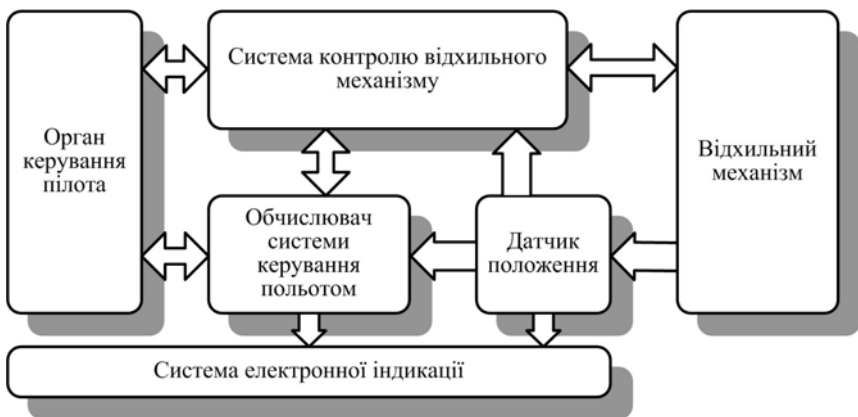 Орган
керування
пілота
Система контролю відхильного
механізму
Відхильний
механізм
Обчислювач
системи
керування
польотом
Датчик
положення
Система електронної індикації